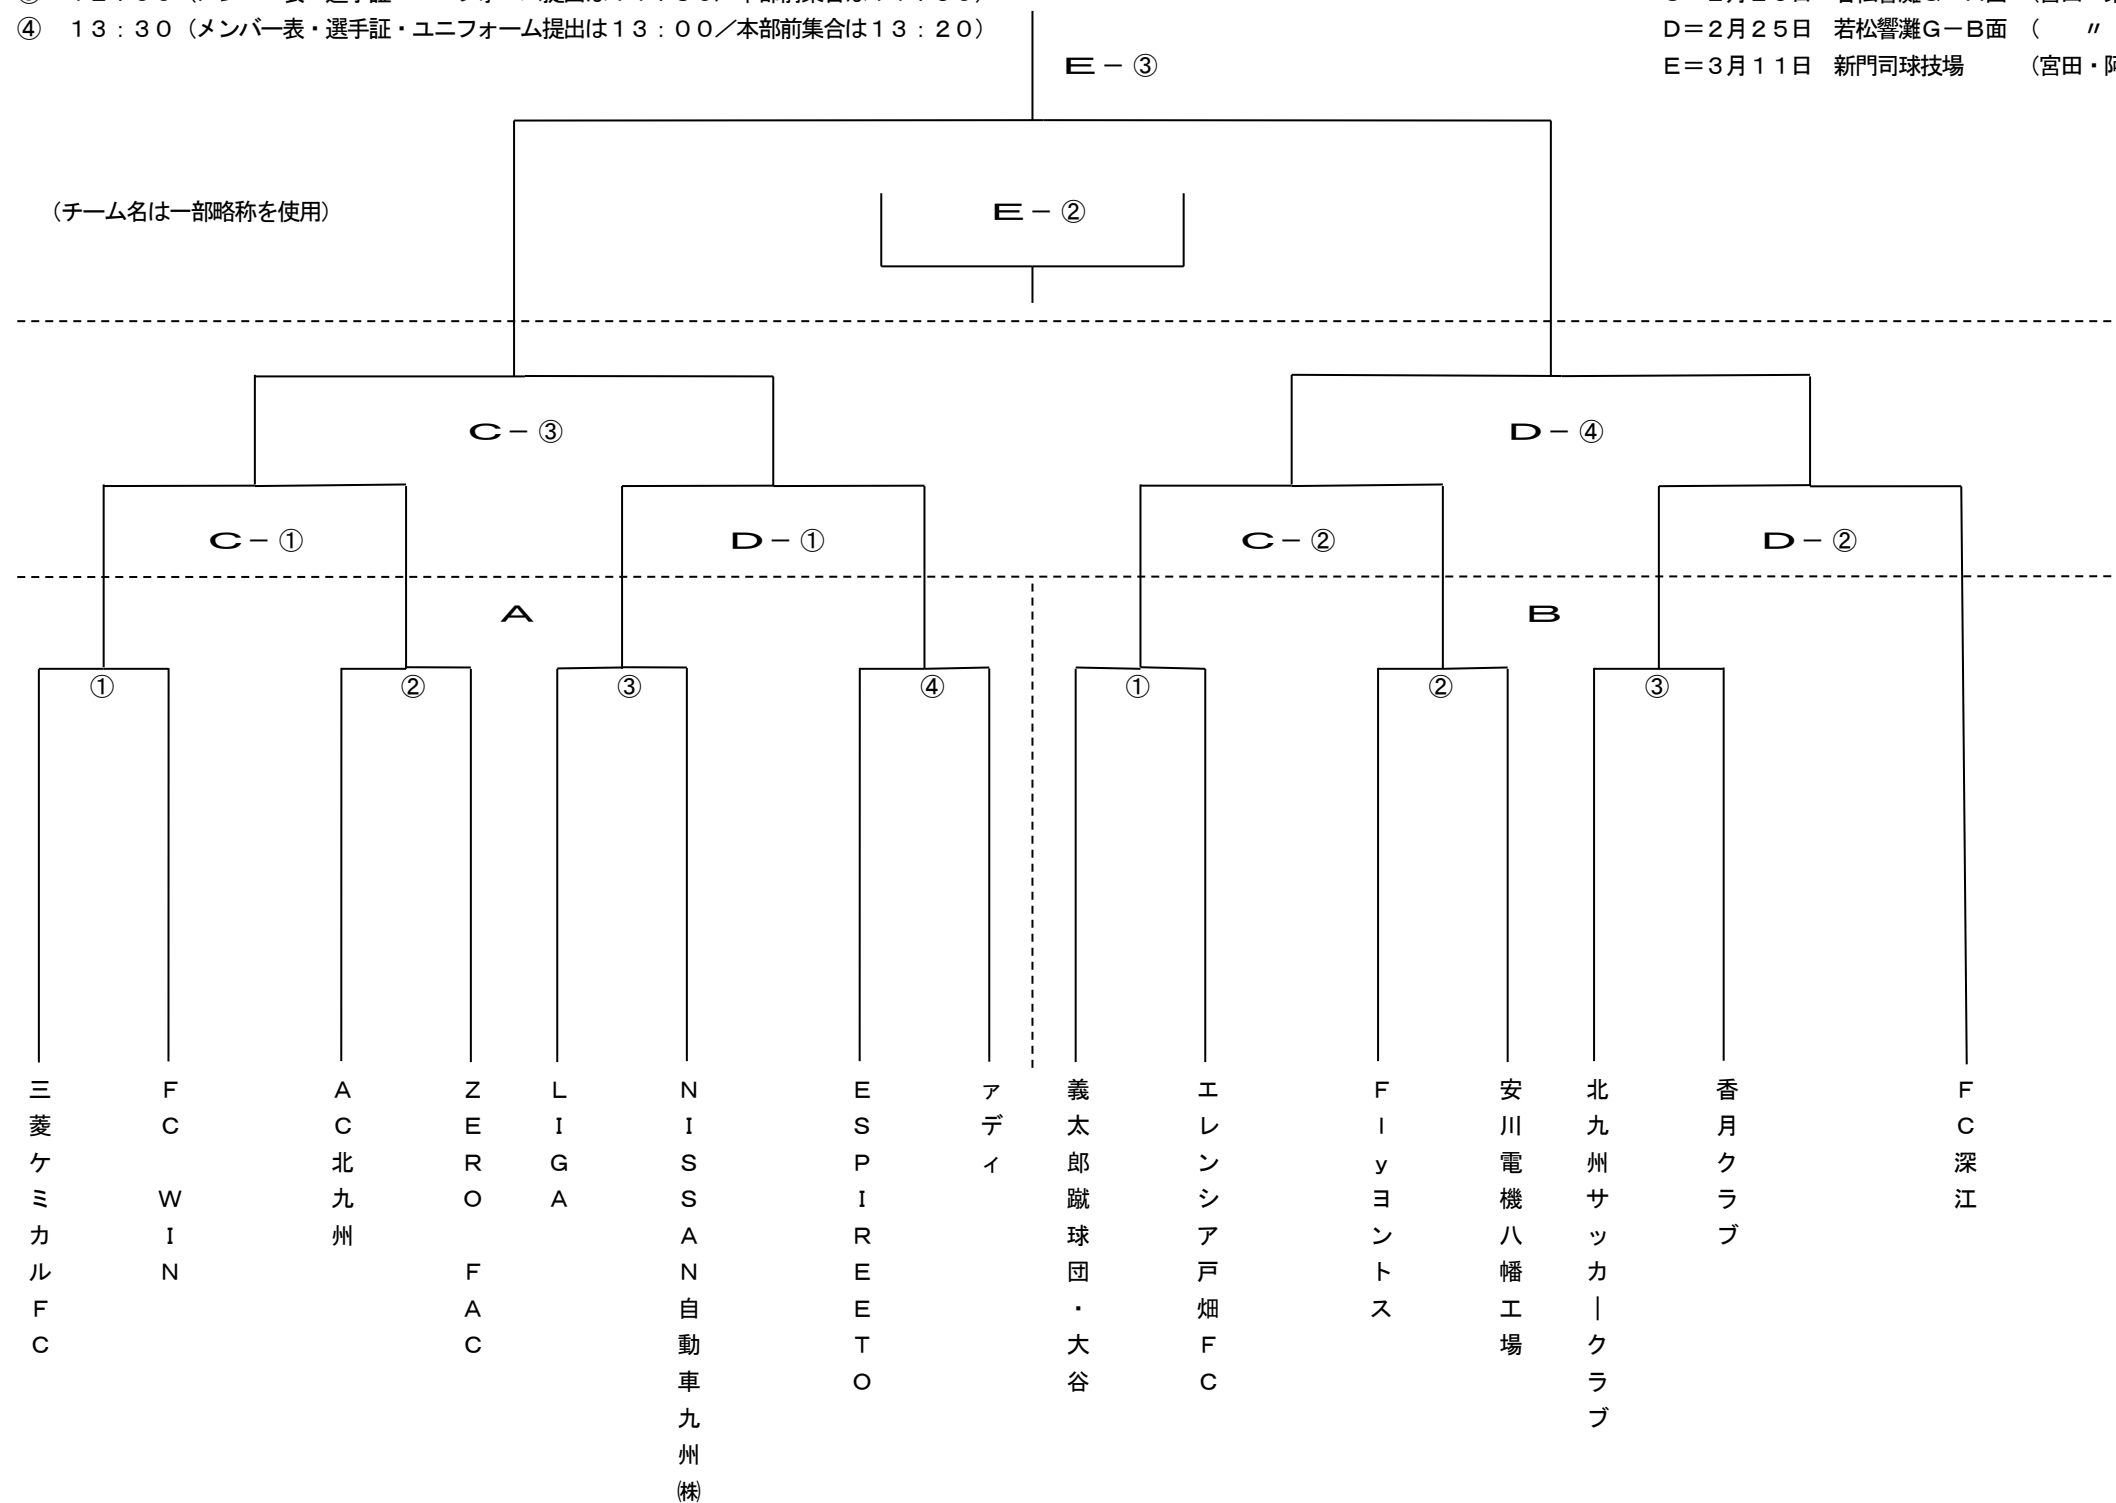 ④　１３：３０（メンバー表・選手証・ユニフォーム提出は１３：００／本部前集合は１３：２０）
Ｄ＝２月２５日　若松響灘Ｇ－Ｂ面　（　　〃
Ｅ＝３月１１日　新門司球技場　　　（宮田・
Ｅ－③
（チーム名は一部略称を使用）
Ｅ－②
Ｃ－③
Ｄ－④
Ｃ－①
Ｄ－①
Ｃ－②
Ｄ－②
Ａ
Ｂ
①
②
③
④
①
②
③
三菱ケミカルＦＣ
ＦＣ　ＷＩＮ
ＡＣ北九州
ＺＥＲＯ　ＦＡＣ
ＬＩＧＡ
ＮＩＳＳＡＮ自動車九州㈱
ＥＳＰＩＲＥＥＴＯ
ァディ
義太郎蹴球団・大谷
エレンシア戸畑ＦＣ
Ｆｌｙヨントス
安川電機八幡工場
北九州サッカークラブ
香月クラブ
ＦＣ深江